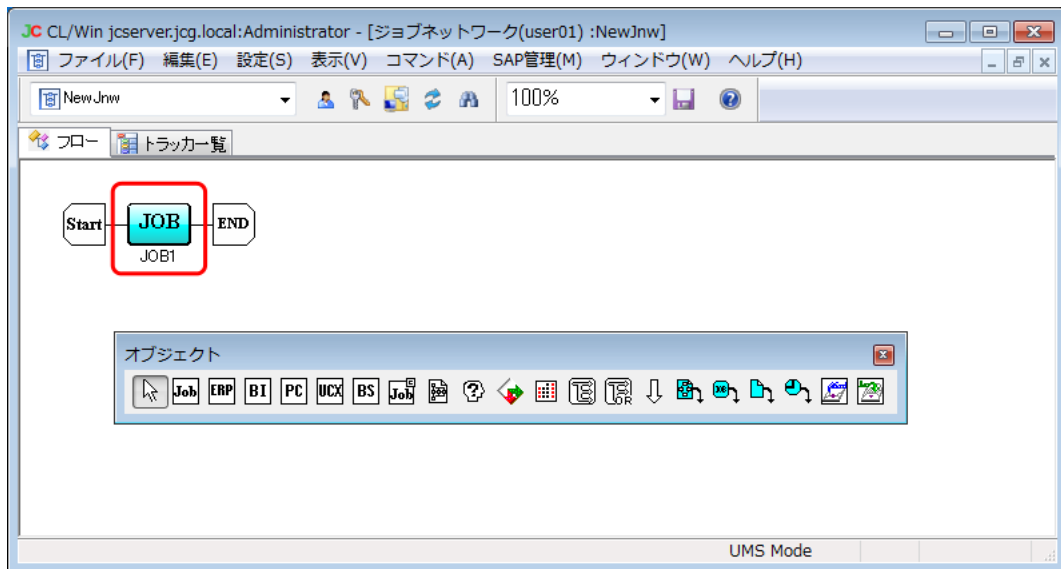 JC CL/Win jcserver.jcg.local:Administrator - [ジョブネットワーク(user01) :NewJnw]
ファイル(F) 編集(E) 設定(S) 表示(V) コマンド(A) SAP管理(M) ウィンドウ(W) ヘルプ(H)
NewJnw 100%
フロー トラッカ一覧
Start JOB END
JOB1
オブジェクト
Job ERP BI PC UCX BS Job
UMS Mode